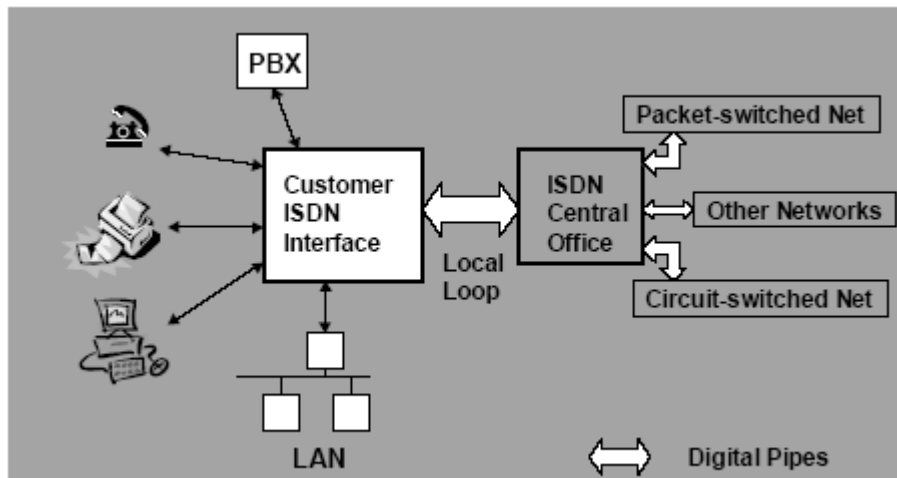 PBX
Packet-switched Net
Customer
ISDN
Interface
ISDN
Central
Office
Other Networks
Local
Loop
Circuit-switched Net
LAN
Digital Pipes